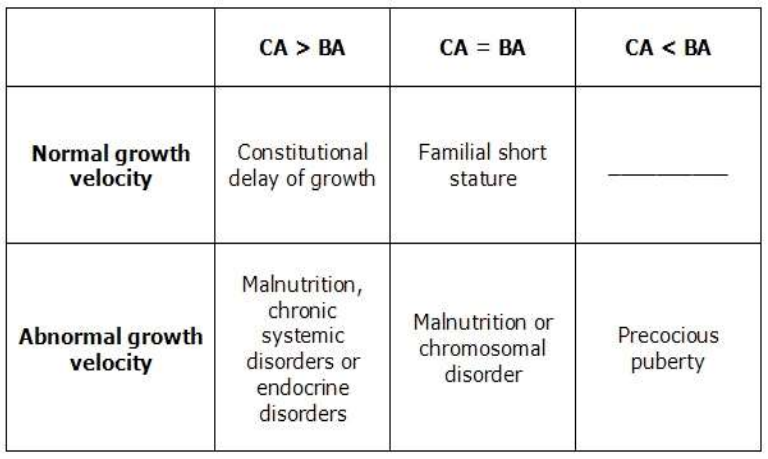 CA > BA
CA = BA
CA < BA
Normal growth
velocity
Constitutional
delay of growth
Familial short
stature
___________
Abnormal growth
velocity
Malnutrition,
chronic
systemic
disorders or
endocrine
disorders
Malnutrition or
chromosomal
disorder
Precocious
puberty